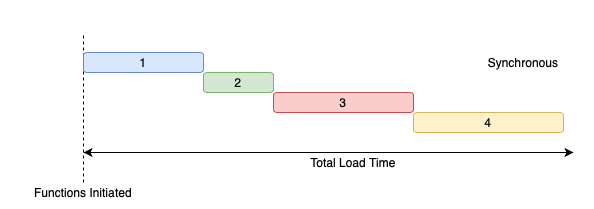 1
Synchronous
2
3
4
Total Load Time
Functions Initiated